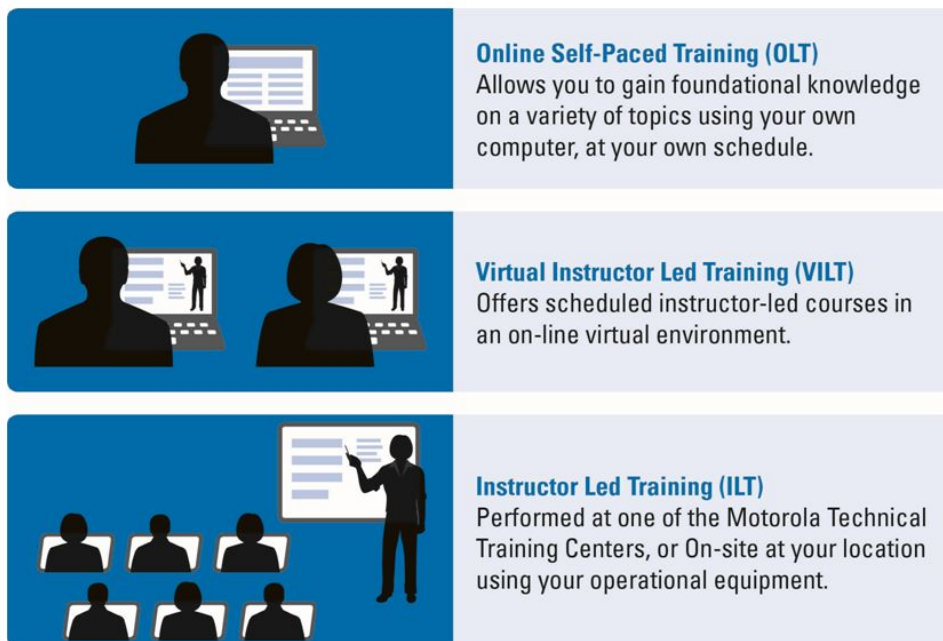 Online Self-Paced Training (OLT)
Allows you to gain foundational knowledge
on a variety of topics using your own
computer, at your own schedule.
Virtual Instructor Led Training (VILT)
Offers scheduled instructor-led courses in
an on-line virtual environment.
Instructor Led Training (ILT)
Performed at one of the Motorola Technical
Training Centers, or On-site at your location
using your operational equipment.